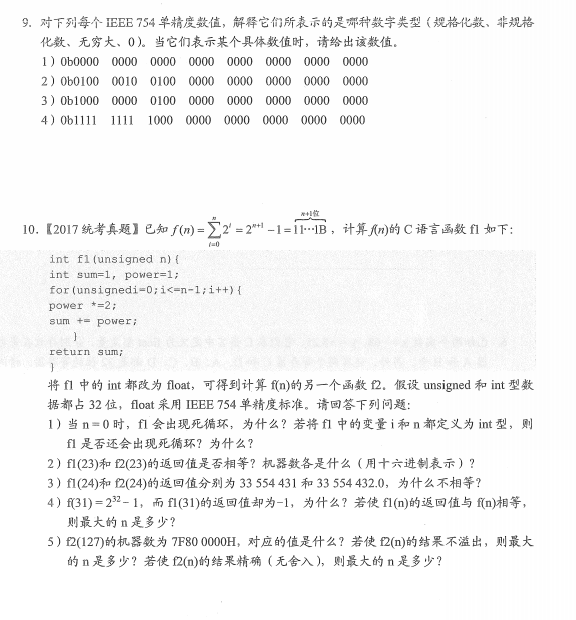 9. 对下列每个 IEEE 754 单精度数值，解释它们所表示的是哪种数字类型（规格化数、非规格
化数、无穷大、0）。当它们表示某个具体数值时，请给出该数值。
1）0b0000 0000 0000 0000 0000 0000 0000 0000
2）0b0100 0010 0100 0000 0000 0000 0000 0000
3）0b1000 0000 0100 0000 0000 0000 0000 0000
4）0b1111 1111 1000 0000 0000 0000 0000 0000
10.【2017 统考真题】已知 f(n) = ∑_{i=0}^{n} 2^i = 2^{n+1} − 1 = 11⋯1B（n+1位），计算 f(n)的 C 语言函数 f1 如下：
int f1(unsigned n){
int sum=1, power=1;
for(unsignedi=0;i<=n-1;i++){
power *=2;
sum += power;
}
return sum;
}
将 f1 中的 int 都改为 float，可得到计算 f(n)的另一个函数 f2。假设 unsigned 和 int 型数
据都占 32 位，float 采用 IEEE 754 单精度标准。请回答下列问题：
1）当 n = 0 时，f1 会出现死循环，为什么？若将 f1 中的变量 i 和 n 都定义为 int 型，则
f1 是否还会出现死循环？为什么？
2）f1(23)和 f2(23)的返回值是否相等？机器数各是什么（用十六进制表示）？
3）f1(24)和 f2(24)的返回值分别为 33 554 431 和 33 554 432.0，为什么不相等？
4）f(31) = 2^{32} − 1，而 f1(31)的返回值却为−1，为什么？若使 f1(n)的返回值与 f(n)相等，
则最大的 n 是多少？
5）f2(127)的机器数为 7F80 0000H，对应的值是什么？若使 f2(n)的结果不溢出，则最大
的 n 是多少？若使 f2(n)的结果精确（无舍入），则最大的 n 是多少？